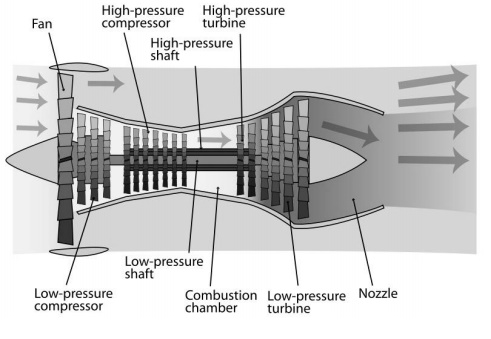 Fan
High-pressure
compressor
High-pressure
turbine
High-pressure
shaft
Low-pressure
compressor
Low-pressure
shaft
Combustion
chamber
Low-pressure
turbine
Nozzle